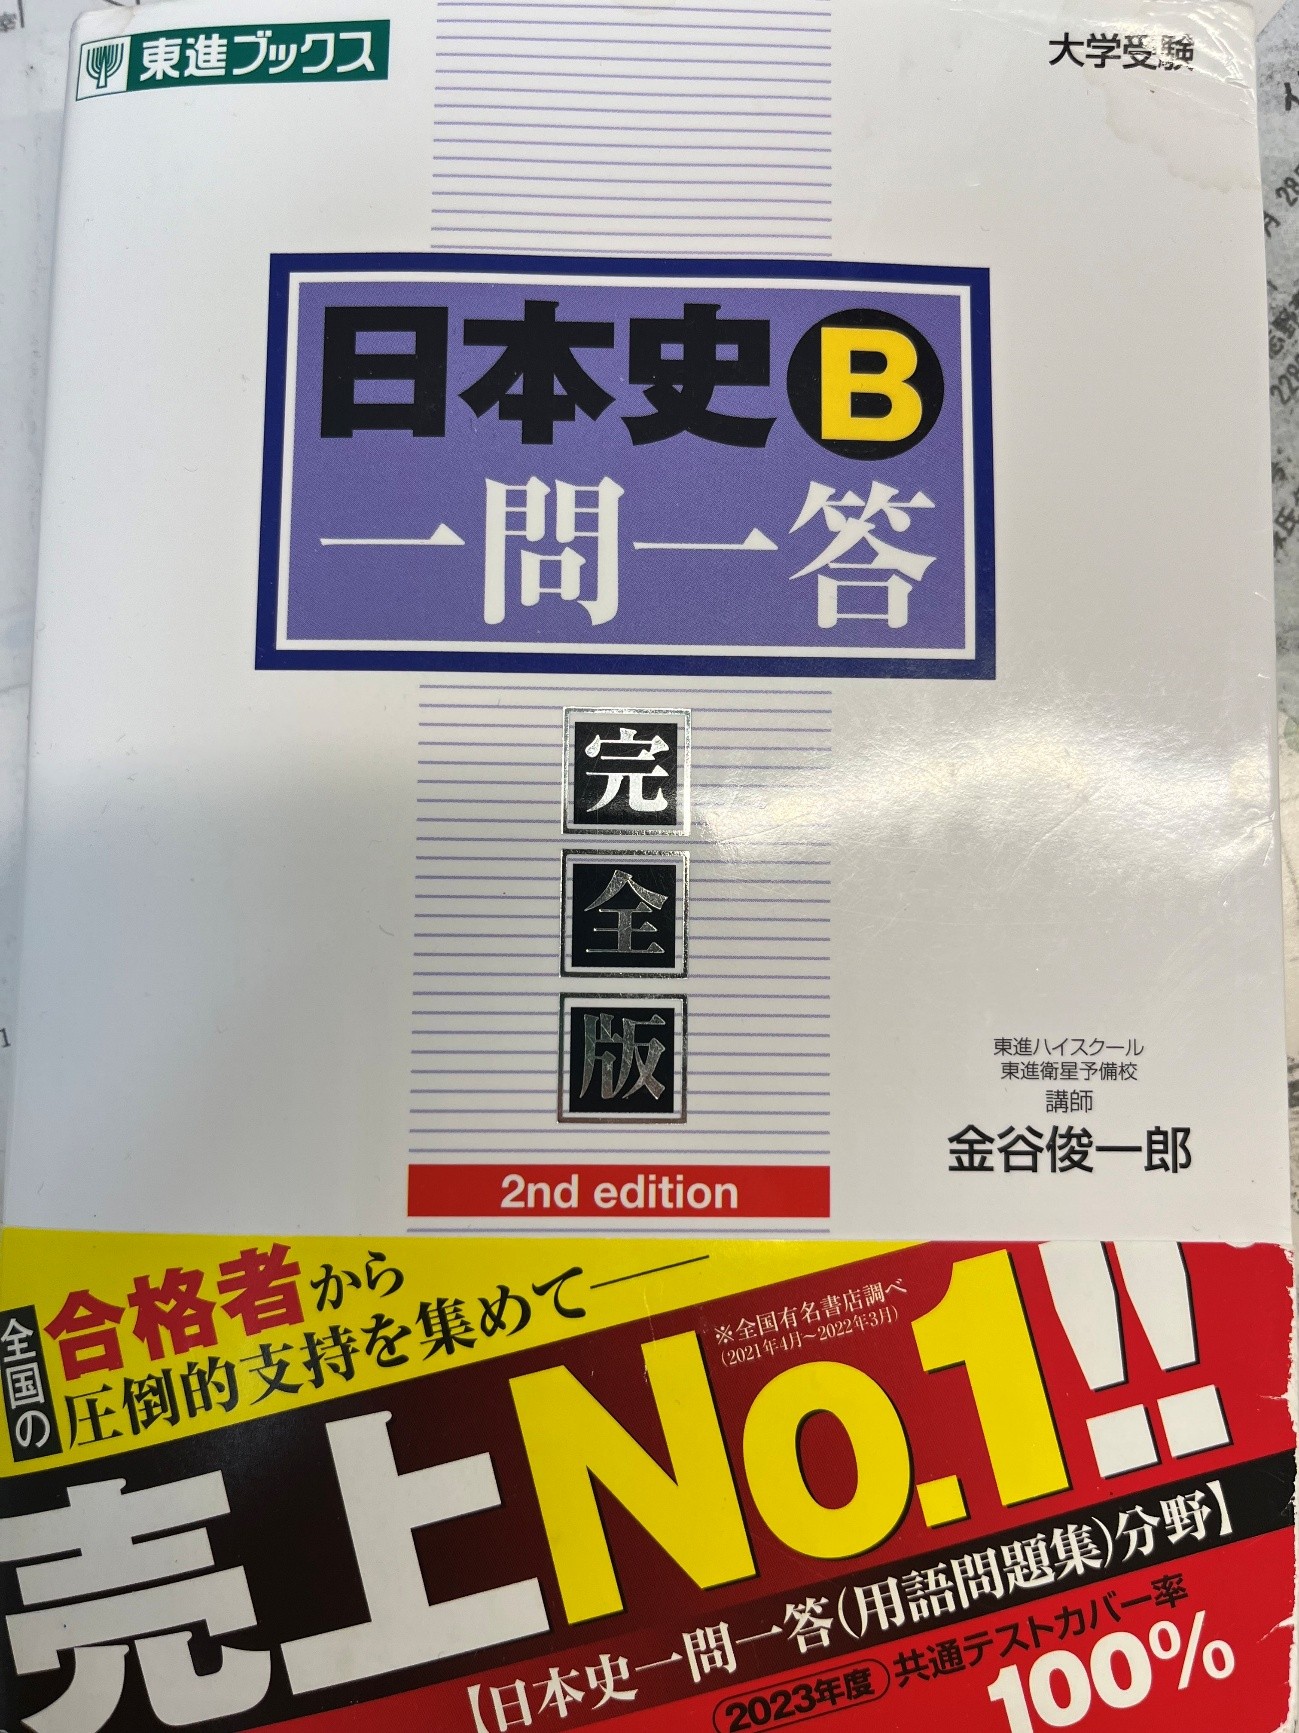 東進ブックス
大学受験
日本史B
一問一答
完全版
2nd edition
東進ハイスクール
東進衛星予備校
講師
金谷俊一郎
全国の合格者から
圧倒的支持を集めて――
※全国有名書店調べ
(2021年4月~2022年3月)
売上No.1!!
【日本史一問一答(用語問題集)分野】
2023年度 共通テストカバー率
100%